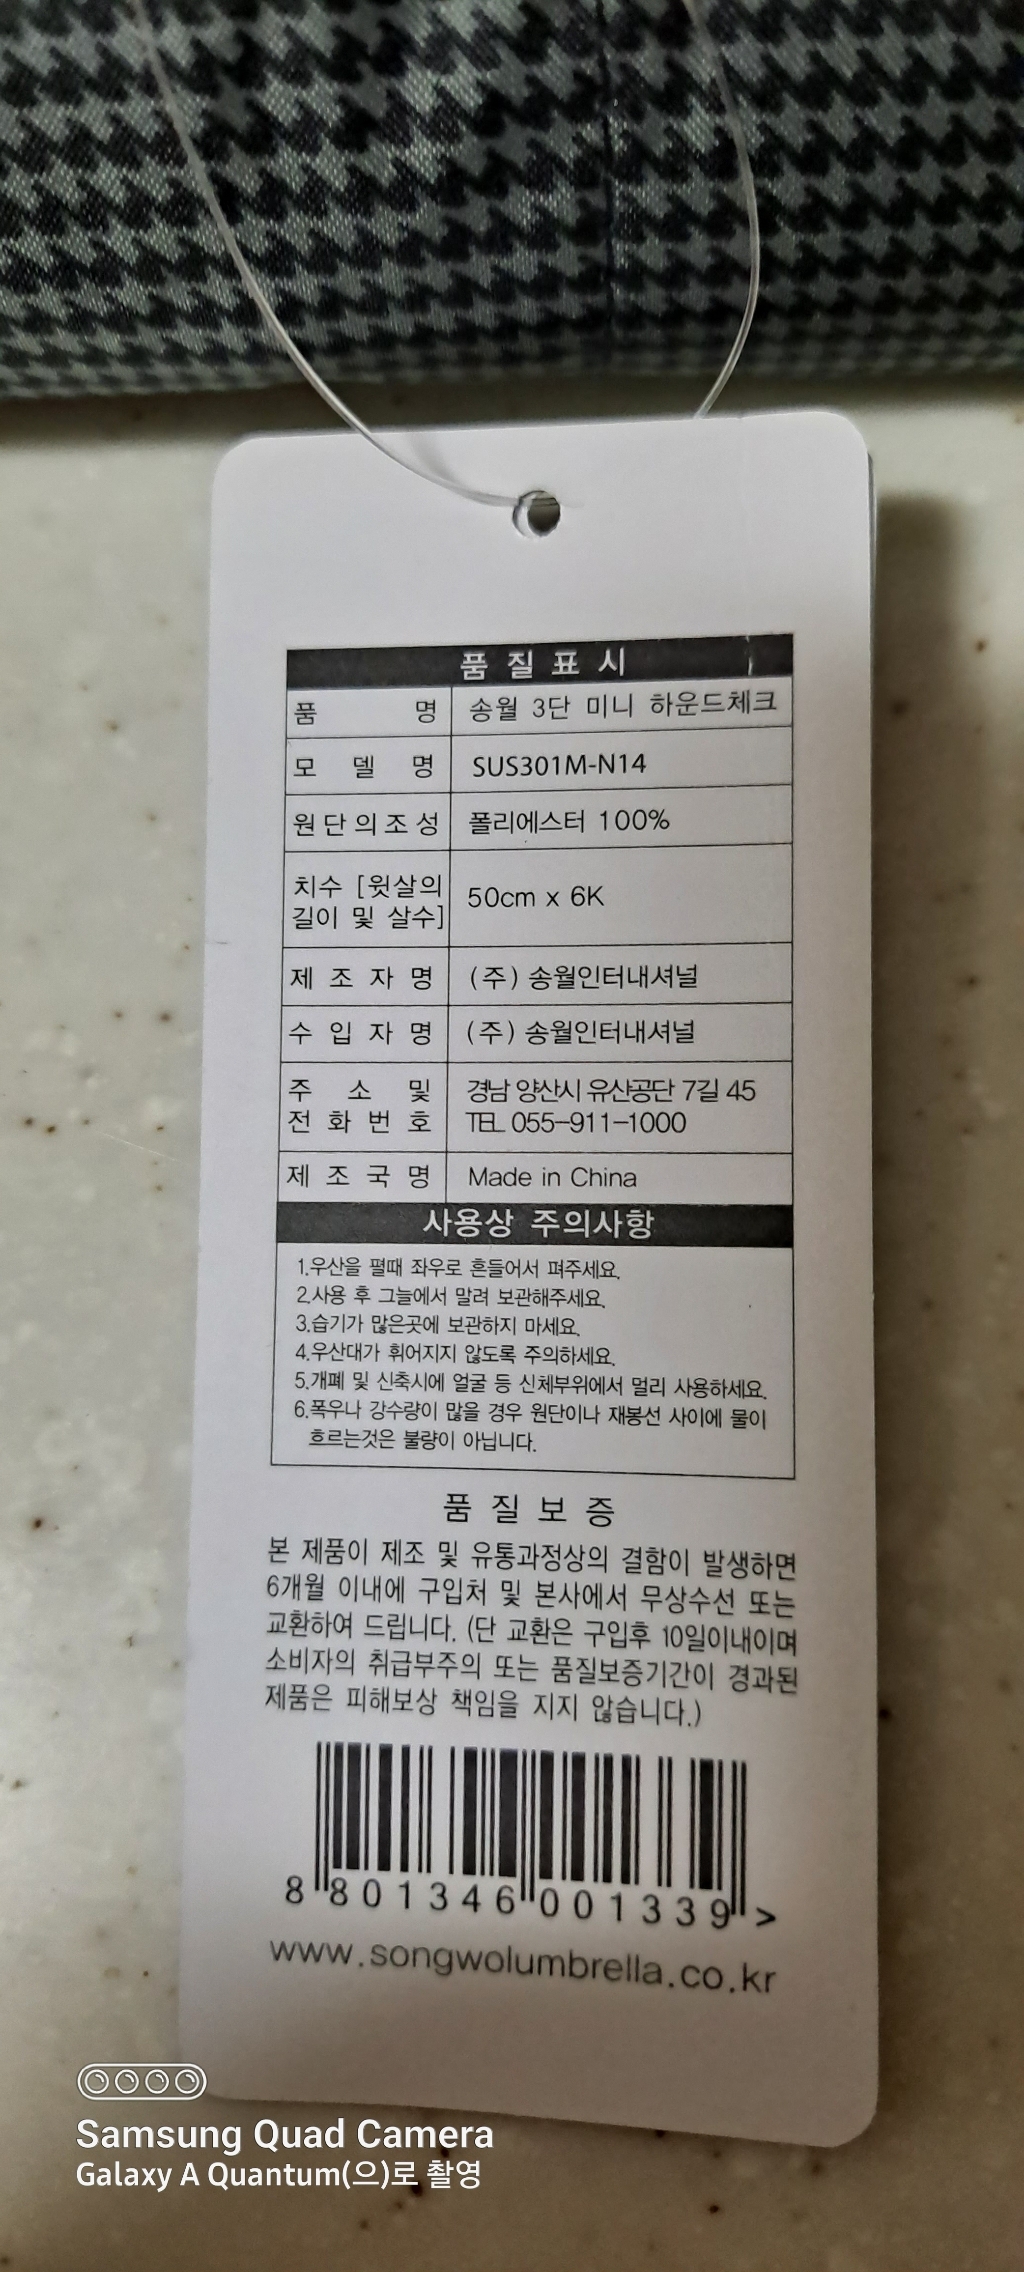 품 질 표 시
품 명 송월 3단 미니 하운드체크
모 델 명 SUS301M-N14
원단의조성 폴리에스터 100%
치수 [윗살의
길이 및 살수] 50cm x 6K
제 조 자 명 (주) 송월인터내셔널
수 입 자 명 (주) 송월인터내셔널
주 소 및 경남 양산시 유산공단 7길 45
전 화 번 호 TEL 055-911-1000
제 조 국 명 Made in China
사용상 주의사항
1.우산을 펼때 좌우로 흔들어서 펴주세요.
2.사용 후 그늘에서 말려 보관해주세요.
3.습기가 많은곳에 보관하지 마세요.
4.우산대가 휘어지지 않도록 주의하세요.
5.개폐 및 신축시에 얼굴 등 신체부위에서 멀리 사용하세요.
6.폭우나 강수량이 많을 경우 원단이나 재봉선 사이에 물이
흐르는것은 불량이 아닙니다.
품 질 보 증
본 제품이 제조 및 유통과정상의 결함이 발생하면
6개월 이내에 구입처 및 본사에서 무상수선 또는
교환하여 드립니다. (단 교환은 구입후 10일이내이며
소비자의 취급부주의 또는 품질보증기간이 경과된
제품은 피해보상 책임을 지지 않습니다.)
8 801346 001339 >
www.songwolumbrella.co.kr
Samsung Quad Camera
Galaxy A Quantum(으)로 촬영